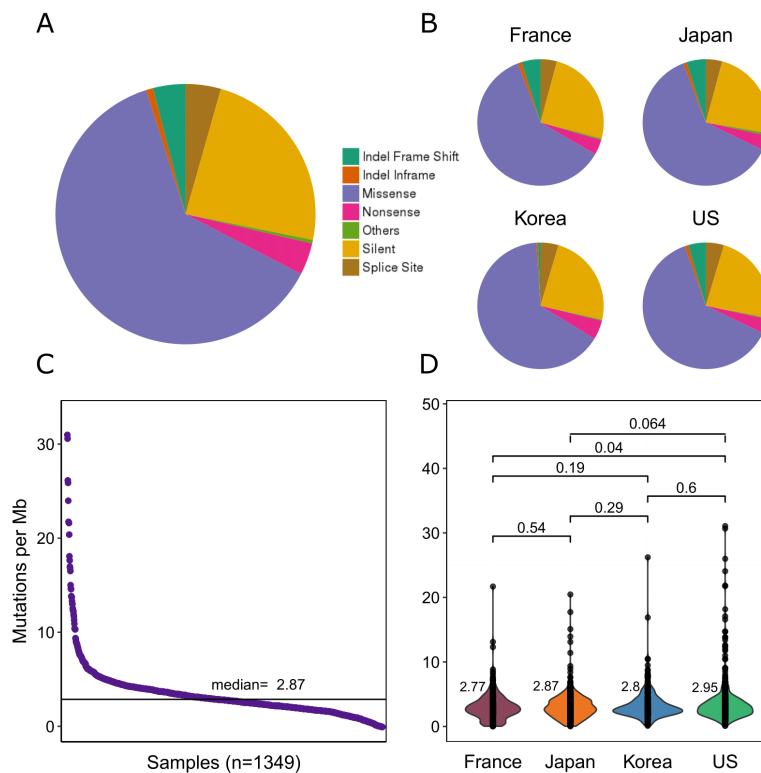 A
B
France
Japan
Indel Frame Shift
Indel Inframe
Missense
Nonsense
Others
Silent
Splice Site
Korea
US
C
D
Mutations per Mb
30
20
10
0
median= 2.87
Samples (n=1349)
50
40
30
20
10
0
0.064
0.04
0.19
0.6
0.29
0.54
2.77
2.87
2.8
2.95
France
Japan
Korea
US